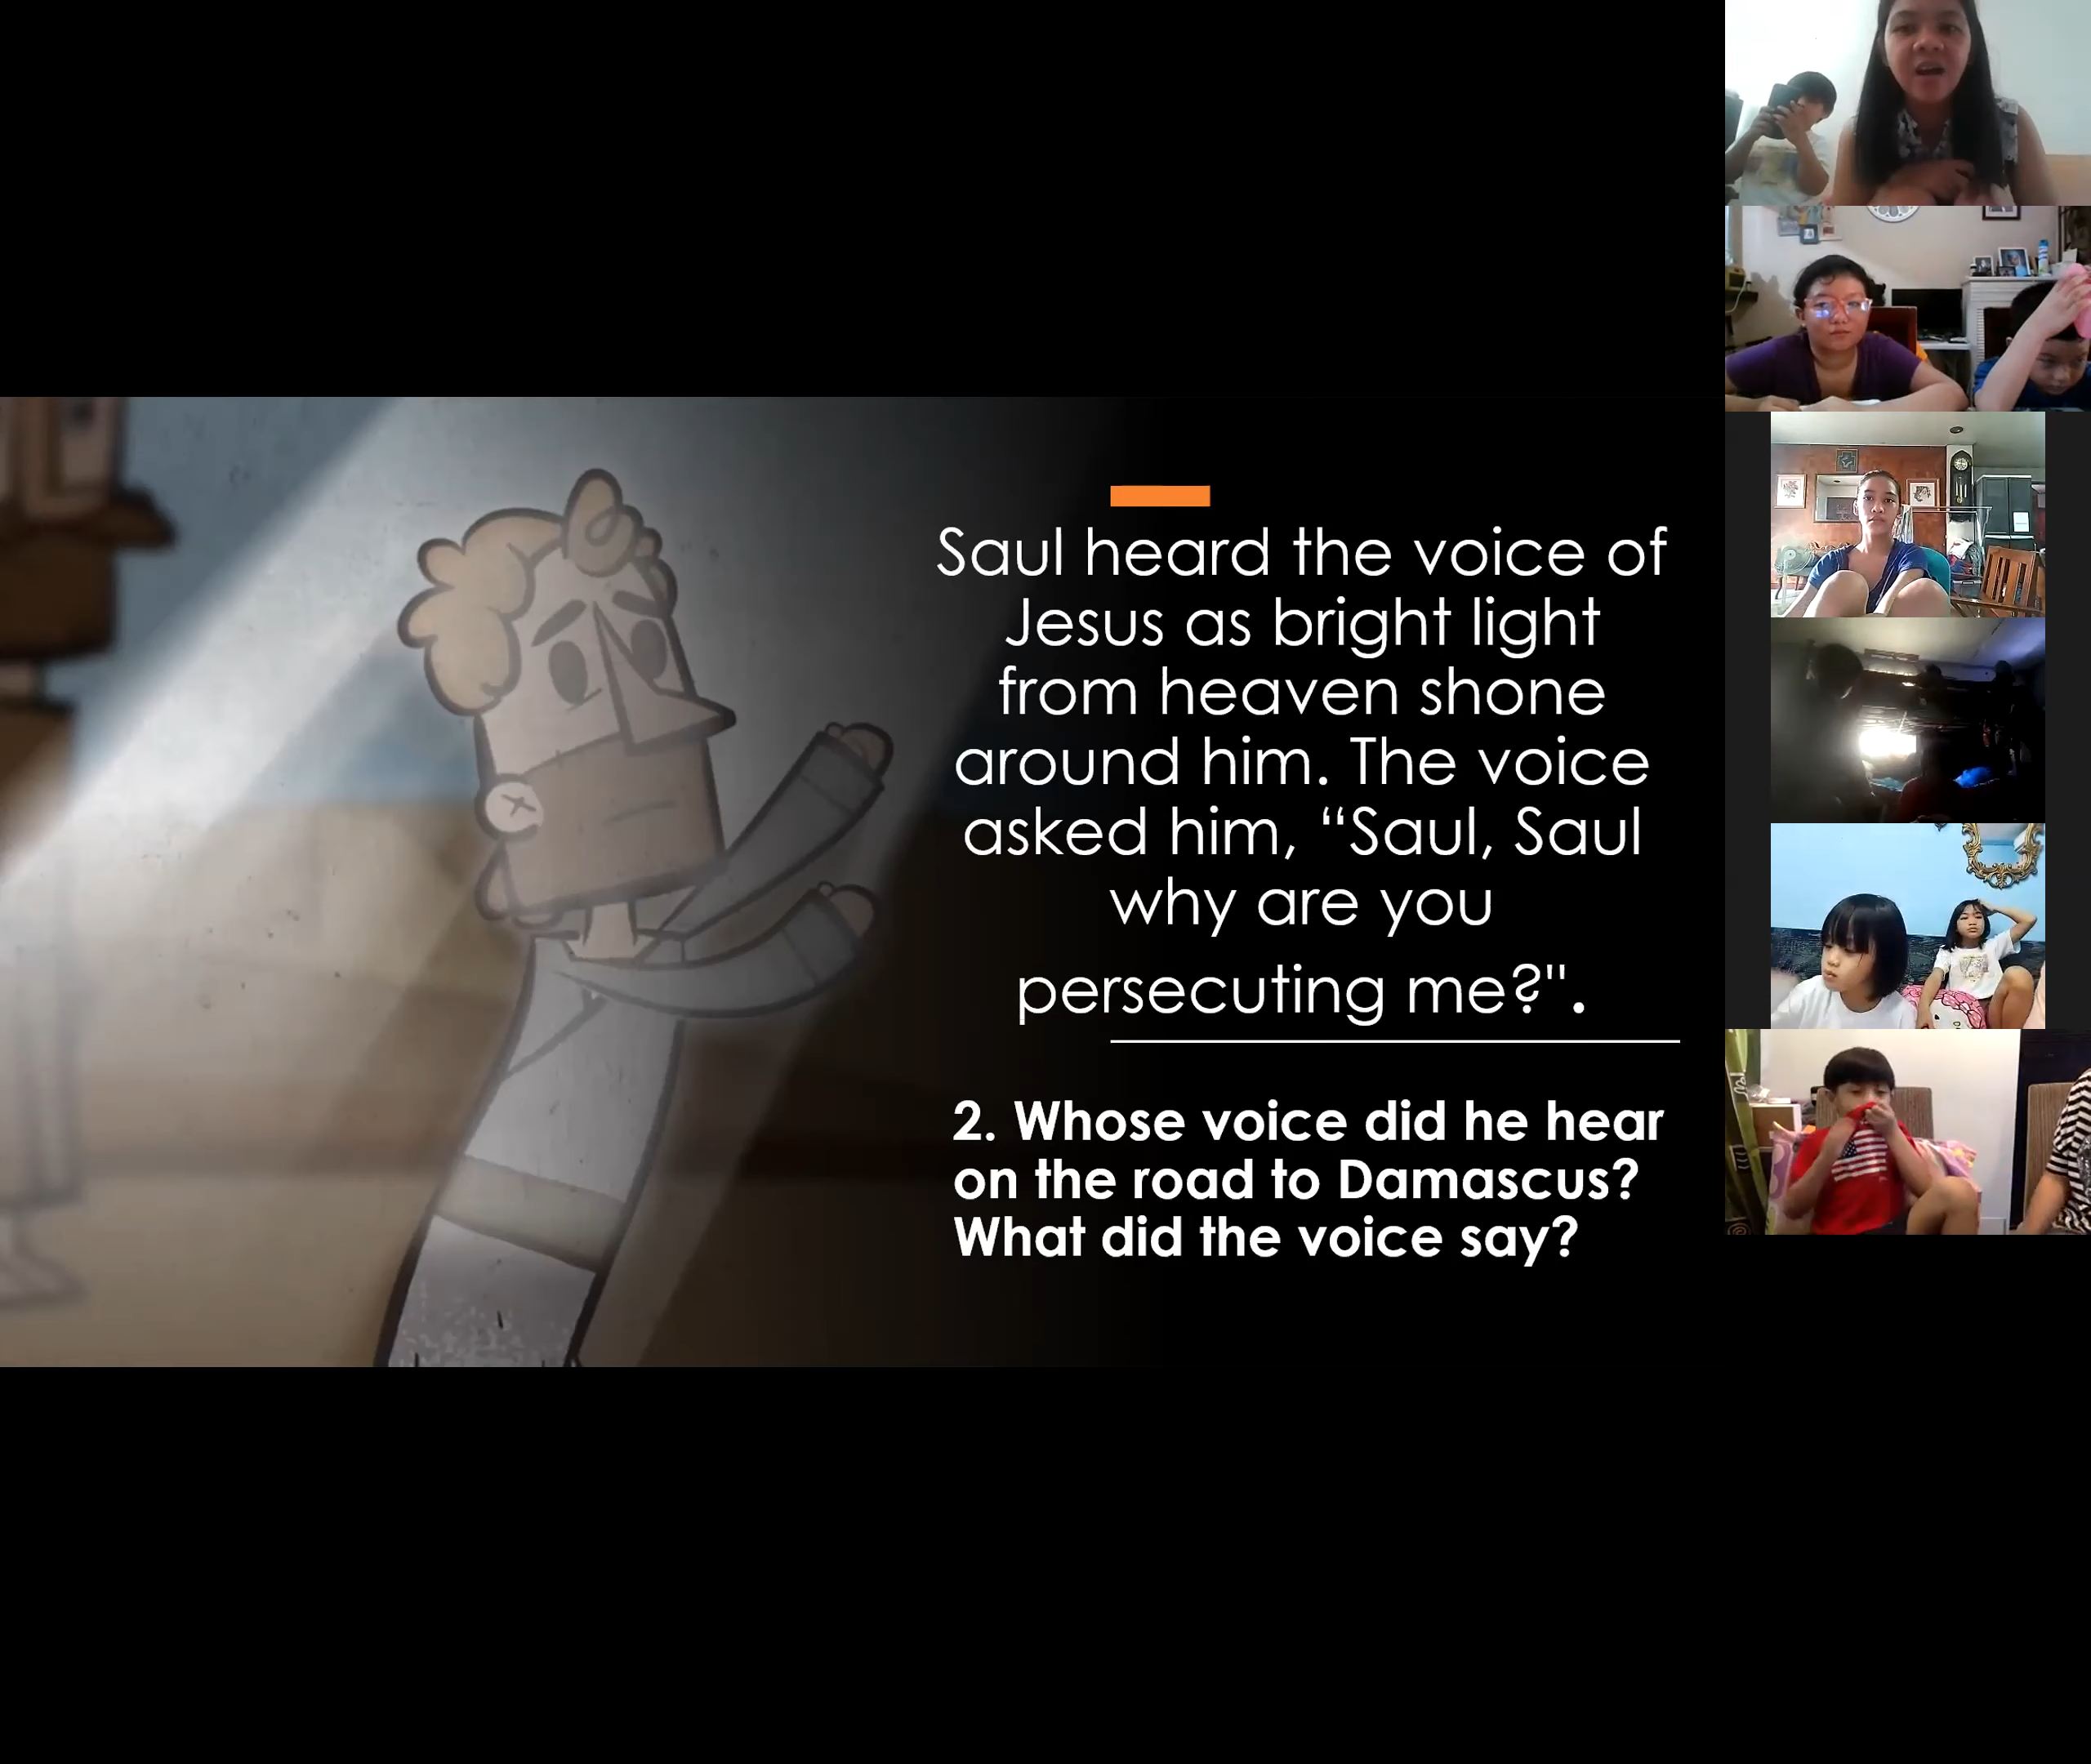 Saul heard the voice of
Jesus as bright light
from heaven shone
around him. The voice
asked him, “Saul, Saul
why are you
persecuting me?".
2. Whose voice did he hear
on the road to Damascus?
What did the voice say?